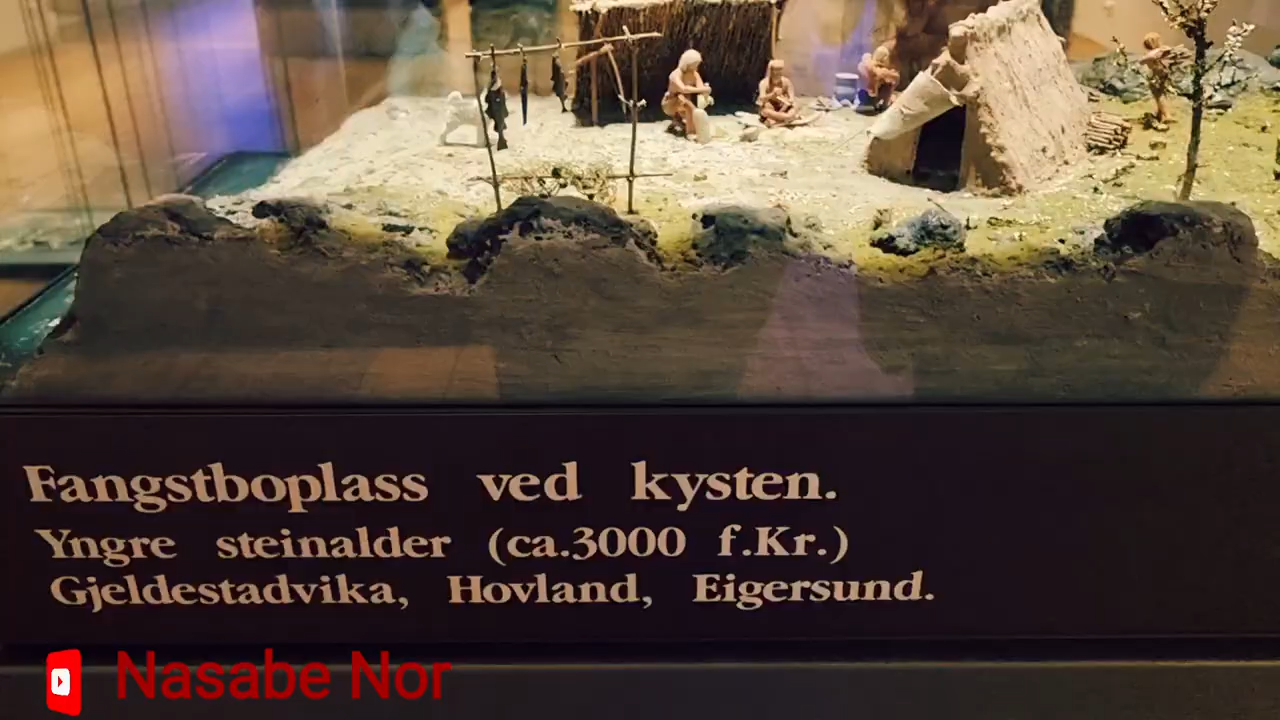 Fangstboplass ved kysten.
Yngre steinalder (ca.3000 f.Kr.)
Gjeldestadvika, Hovland, Eigersund.
Nasabe Nor